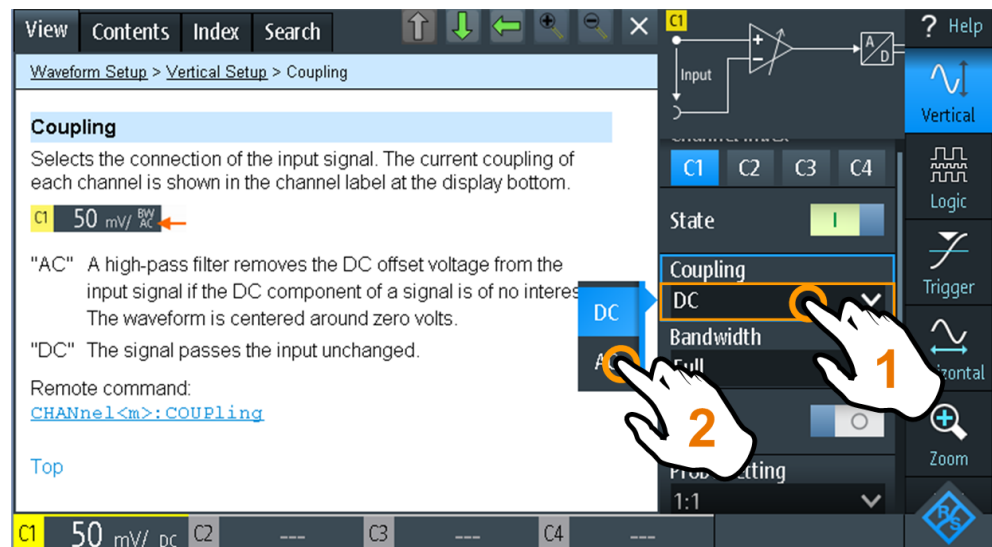 View Contents Index Search
Waveform Setup > Vertical Setup > Coupling
Coupling
Selects the connection of the input signal. The current coupling of
each channel is shown in the channel label at the display bottom.
C1 50 mV/ BW
AC
"AC" A high-pass filter removes the DC offset voltage from the
input signal if the DC component of a signal is of no interes
The waveform is centered around zero volts.
"DC" The signal passes the input unchanged.
Remote command:
CHANnel<m>:COUPling
Top
DC
AC
2
C1
Input
+
−
A/D
C1 C2 C3 C4
State
I
Coupling
DC
1
Bandwidth
Full
1:1
? Help
Vertical
Logic
Trigger
zontal
Zoom
R&S
C1 50 mV/ DC C2 --- C3 --- C4 ---